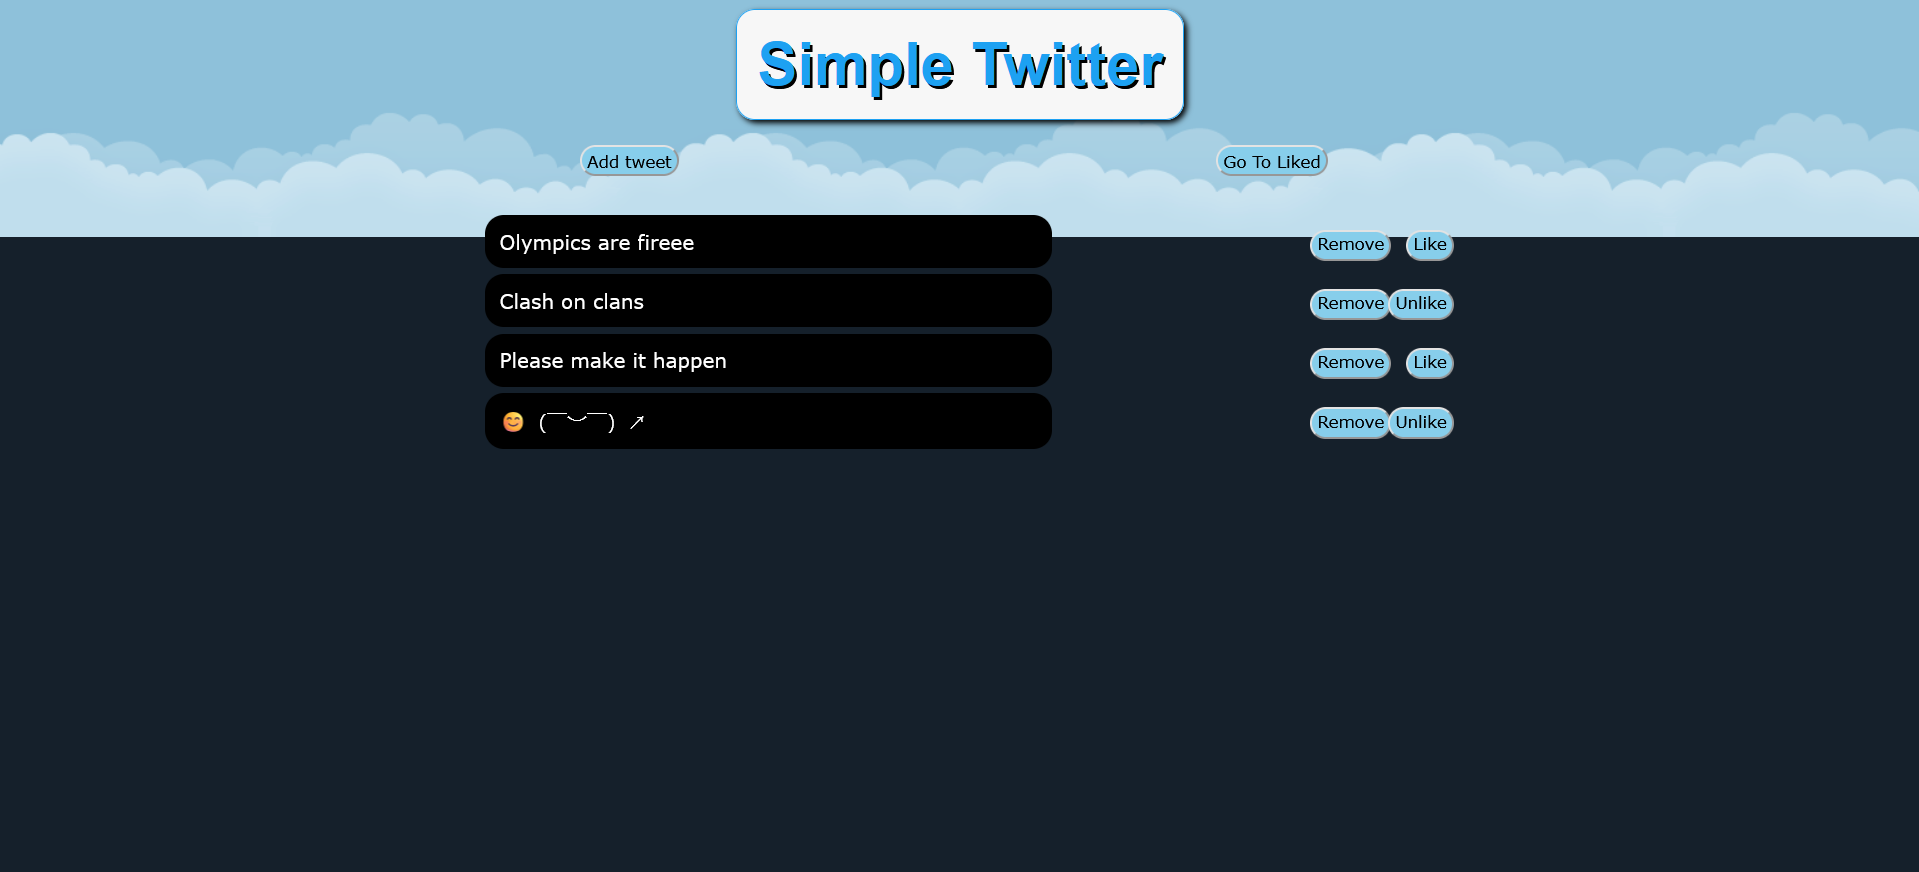 Simple Twitter
Add tweet Go To Liked
Olympics are fireee Remove Like
Clash on clans Remove Unlike
Please make it happen Remove Like
😊 (￣︶￣) ↗ Remove Unlike